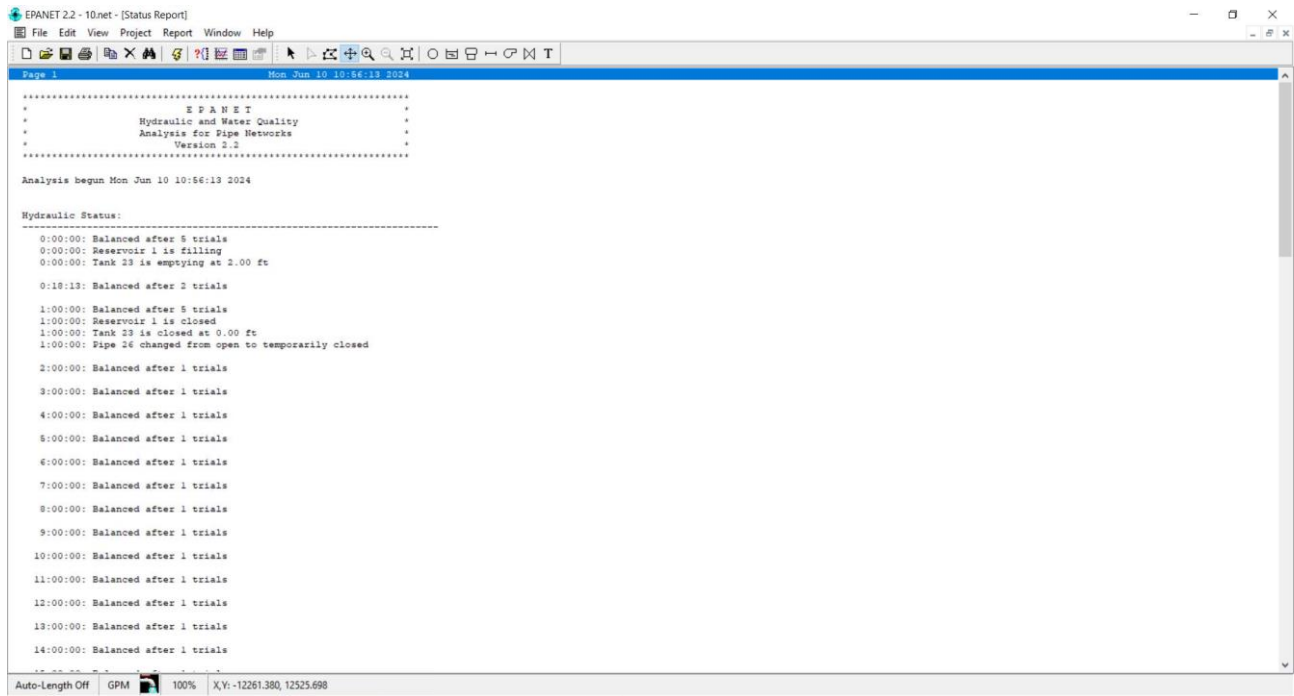 EPANET 2.2 - 10.net - [Status Report]
File Edit View Project Report Window Help
T
Page 1 Mon Jun 10 10:56:13 2024
******************************************************************
* E P A N E T *
* Hydraulic and Water Quality *
* Analysis for Pipe Networks *
* Version 2.2 *
******************************************************************
Analysis begun Mon Jun 10 10:56:13 2024
Hydraulic Status:
-----------------------------------------------------------------------
0:00:00: Balanced after 5 trials
0:00:00: Reservoir 1 is filling
0:00:00: Tank 23 is emptying at 2.00 ft
0:18:13: Balanced after 2 trials
1:00:00: Balanced after 5 trials
1:00:00: Reservoir 1 is closed
1:00:00: Tank 23 is closed at 0.00 ft
1:00:00: Pipe 26 changed from open to temporarily closed
2:00:00: Balanced after 1 trials
3:00:00: Balanced after 1 trials
4:00:00: Balanced after 1 trials
5:00:00: Balanced after 1 trials
6:00:00: Balanced after 1 trials
7:00:00: Balanced after 1 trials
8:00:00: Balanced after 1 trials
9:00:00: Balanced after 1 trials
10:00:00: Balanced after 1 trials
11:00:00: Balanced after 1 trials
12:00:00: Balanced after 1 trials
13:00:00: Balanced after 1 trials
14:00:00: Balanced after 1 trials
Auto-Length Off GPM 100% X,Y: -12261.380, 12525.698